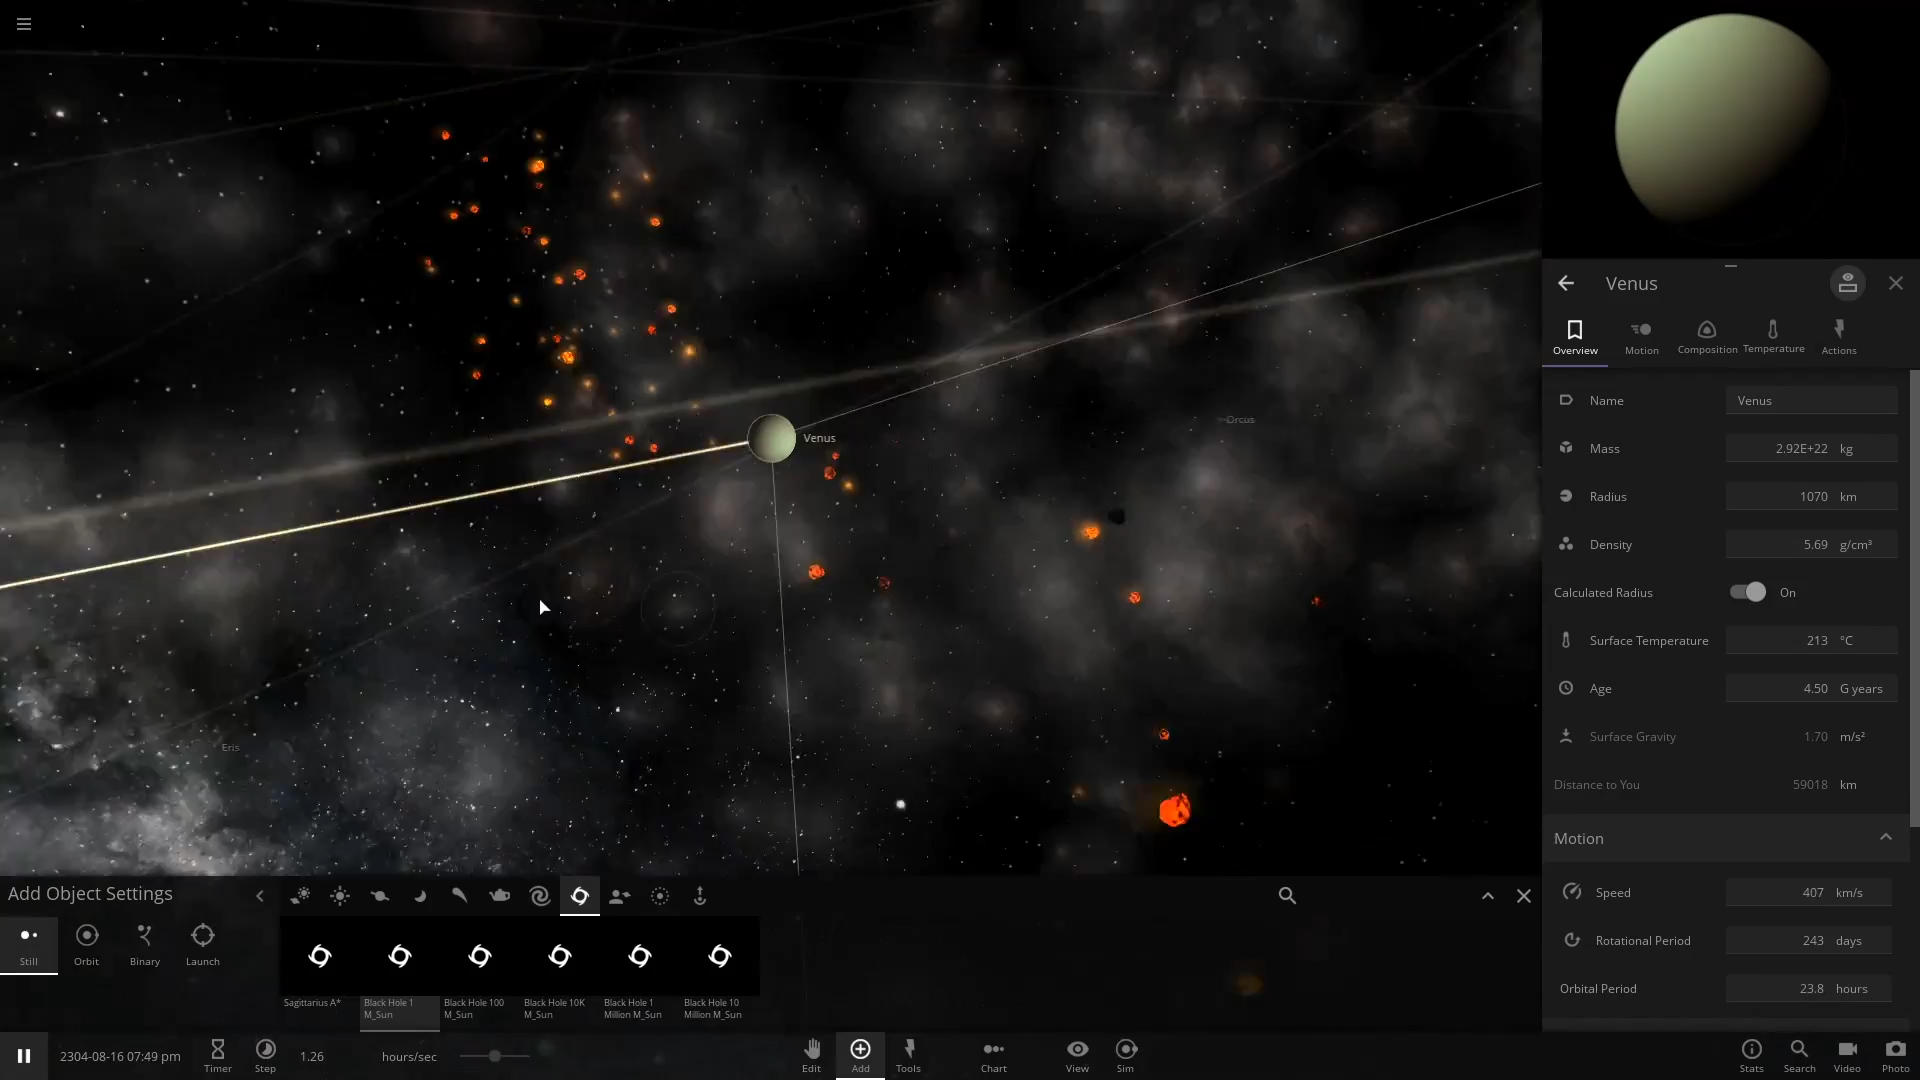 Venus
Orcus
Eris
Venus
Overview
Motion
Composition
Temperature
Actions
Name Venus
Mass 2.92E+22 kg
Radius 1070 km
Density 5.69 g/cm³
Calculated Radius On
Surface Temperature 213 °C
Age 4.50 G years
Surface Gravity 1.70 m/s²
Distance to You 59018 km
Motion
Speed 407 km/s
Rotational Period 243 days
Orbital Period 23.8 hours
Add Object Settings
Still
Orbit
Binary
Launch
Sagittarius A*
Black Hole 1
M_Sun
Black Hole 100
M_Sun
Black Hole 10K
M_Sun
Black Hole 1
Million M_Sun
Black Hole 10
Million M_Sun
2304-08-16 07:49 pm
Timer
Step
1.26 hours/sec
Edit
Add
Tools
Chart
View
Sim
Stats
Search
Video
Photo